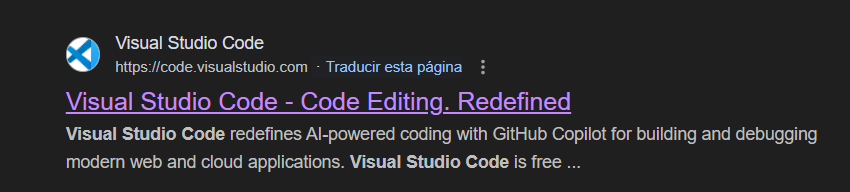 Visual Studio Code
https://code.visualstudio.com · Traducir esta página
Visual Studio Code - Code Editing. Redefined
Visual Studio Code redefines AI-powered coding with GitHub Copilot for building and debugging
modern web and cloud applications. Visual Studio Code is free ...